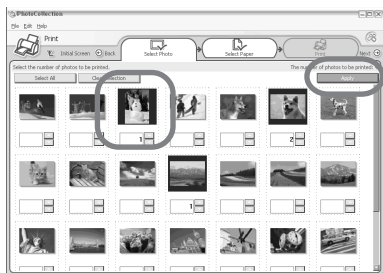 PhotoCollection
File Edit Help
Print
Initial Screen Back Select Photo Select Paper Print Next
Select the number of photos to be printed. The number of photos to be printed:
Select All Clear Selection Apply
1 2
1